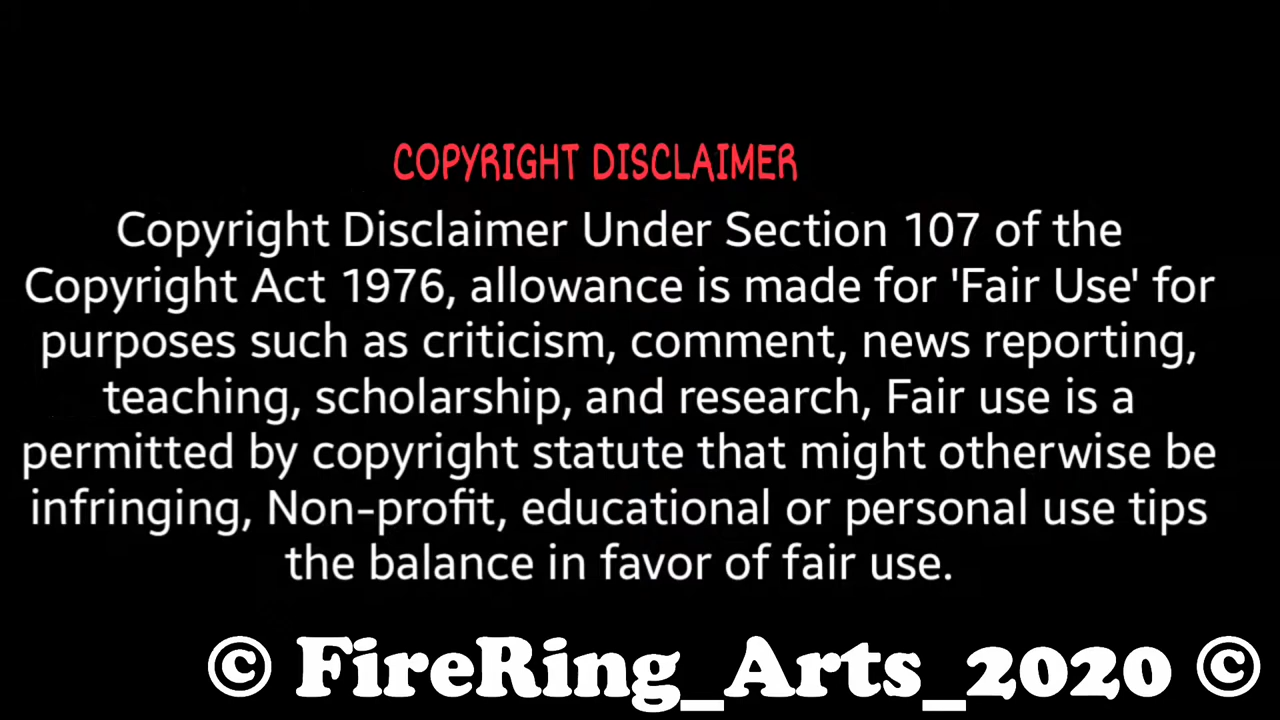 COPYRIGHT DISCLAIMER
Copyright Disclaimer Under Section 107 of the
Copyright Act 1976, allowance is made for 'Fair Use' for
purposes such as criticism, comment, news reporting,
teaching, scholarship, and research, Fair use is a
permitted by copyright statute that might otherwise be
infringing, Non-profit, educational or personal use tips
the balance in favor of fair use.
© FireRing_Arts_2020 ©